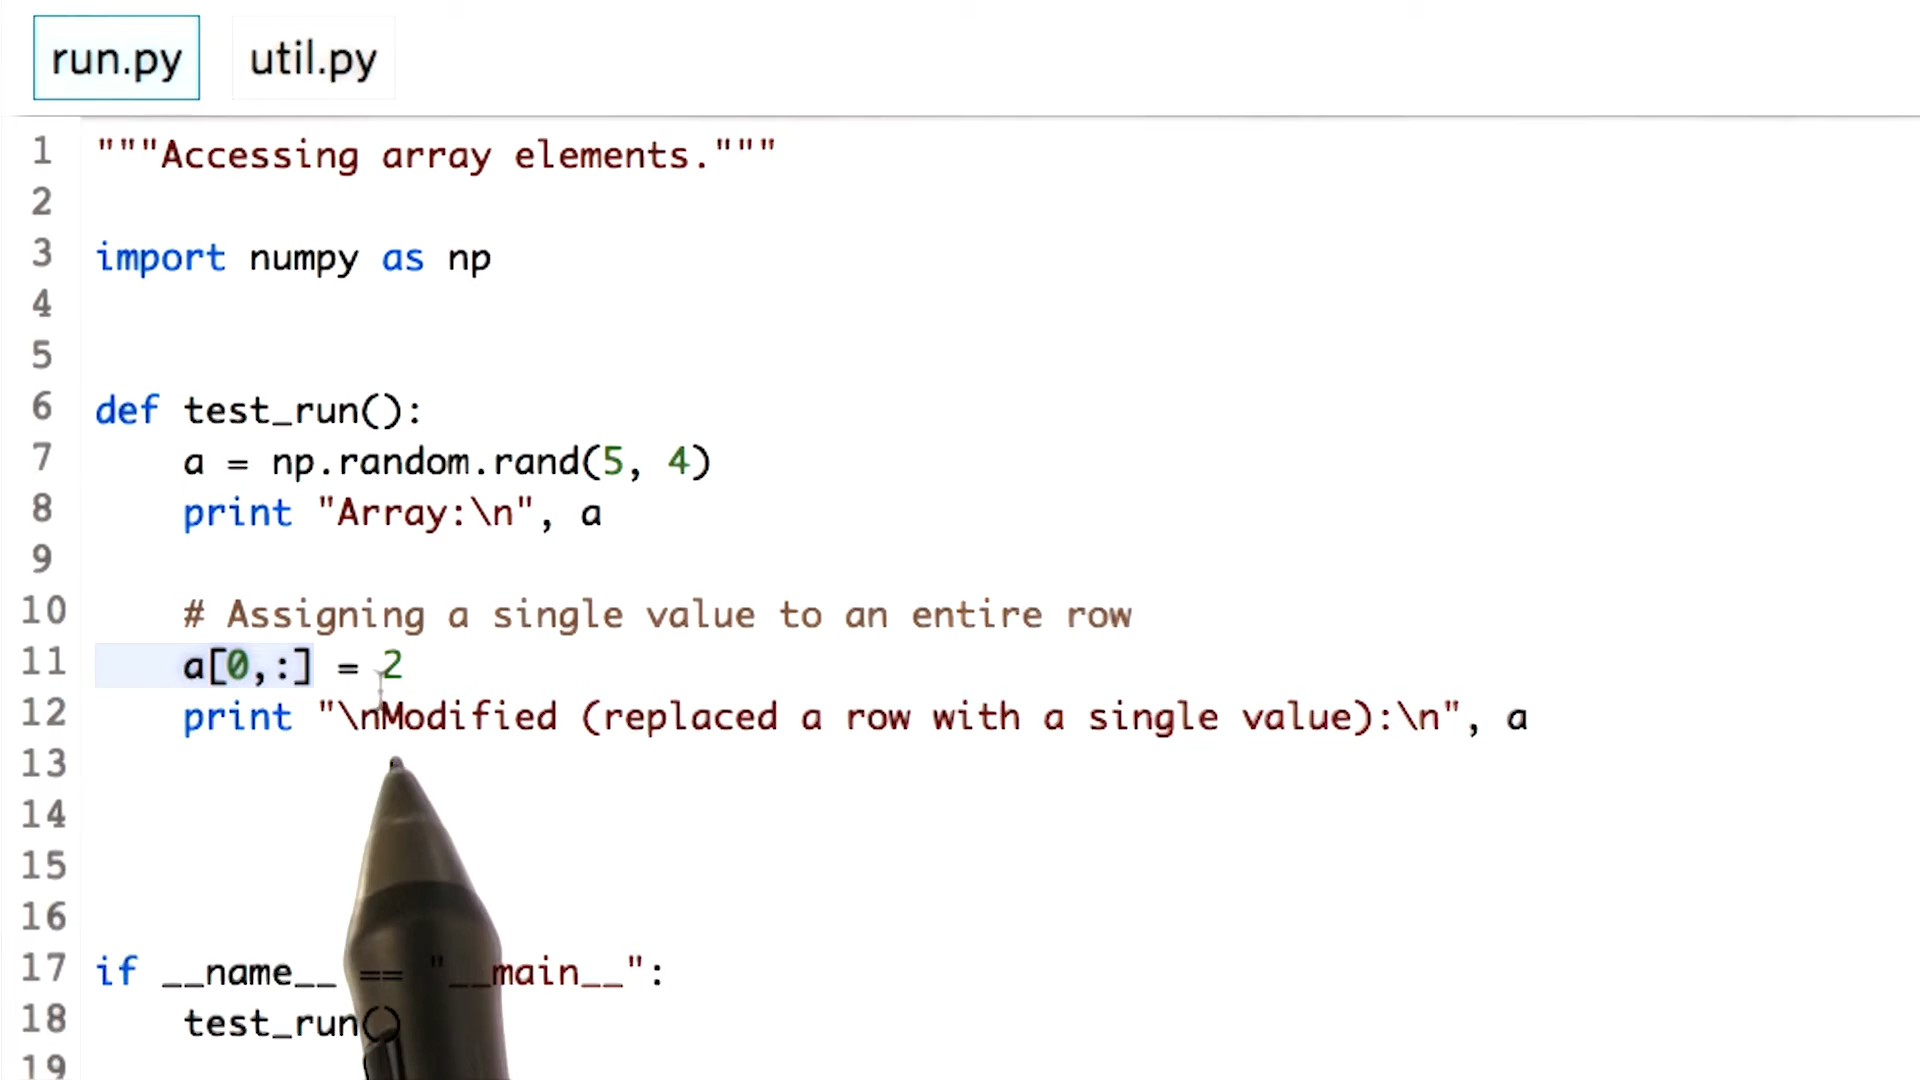 run.py util.py
1 """Accessing array elements."""
2
3 import numpy as np
4
5
6 def test_run():
7     a = np.random.rand(5, 4)
8     print "Array:\n", a
9
10     # Assigning a single value to an entire row
11     a[0,:] = 2
12     print "\nModified (replaced a row with a single value):\n", a
13
14
15
16
17 if __name__ == "__main__":
18     test_run()
19